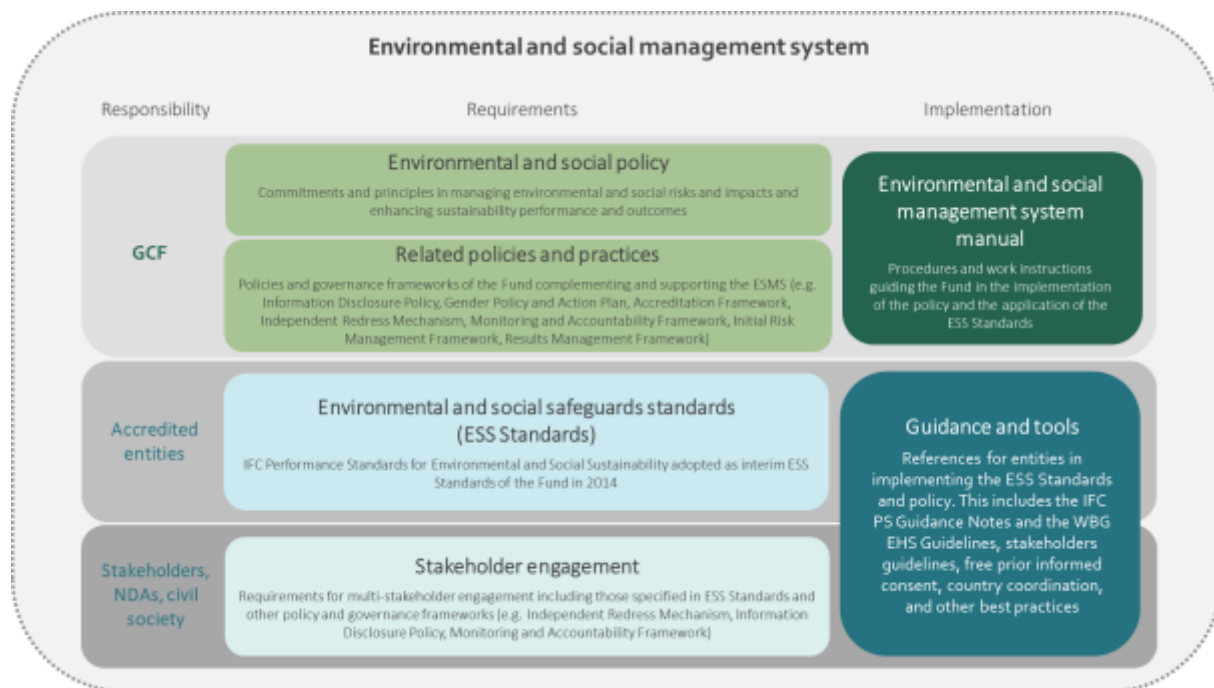 Environmental and social management system
Responsibility
Requirements
Implementation
GCF
Environmental and social policy
Commitments and principles in managing environmental and social risks and impacts and
enhancing sustainability performance and outcomes
Related policies and practices
Policies and governance frameworks of the Fund complementing and supporting the ESMS (e.g.
Information Disclosure Policy, Gender Policy and Action Plan, Accreditation Framework,
Independent Redress Mechanism, Monitoring and Accountability Framework, Initial Risk
Management Framework, Results Management Framework)
Environmental and social
management system
manual
Procedures and work instructions
guiding the Fund in the implementation
of the policy and the application of the
ESS Standards
Accredited
entities
Environmental and social safeguards standards
(ESS Standards)
IFC Performance Standards for Environmental and Social Sustainability adopted as interim ESS
Standards of the Fund in 2014
Guidance and tools
References for entities in
implementing the ESS Standards
and policy. This includes the IFC
PS Guidance Notes and the WBG
EHS Guidelines, stakeholders
guidelines, free prior informed
consent, country coordination,
and other best practices
Stakeholders,
NDAs, civil
society
Stakeholder engagement
Requirements for multi-stakeholder engagement including those specified in ESS Standards and
other policy and governance frameworks (e.g. Independent Redress Mechanism, Information
Disclosure Policy, Monitoring and Accountability Framework)